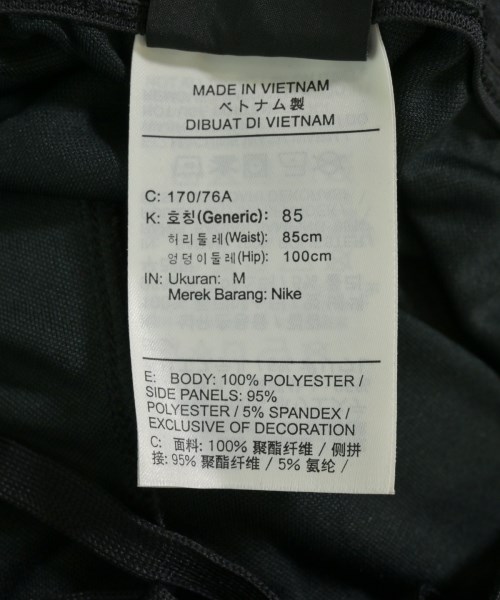 MADE IN VIETNAM
ベトナム製
DIBUAT DI VIETNAM
C: 170/76A
K: 호칭(Generic): 85
허리둘레(Waist): 85cm
엉덩이둘레(Hip): 100cm
IN: Ukuran: M
Merek Barang: Nike
E: BODY: 100% POLYESTER /
SIDE PANELS: 95%
POLYESTER / 5% SPANDEX /
EXCLUSIVE OF DECORATION
C: 面料: 100% 聚酯纤维 / 侧拼
接: 95% 聚酯纤维 / 5% 氨纶 /